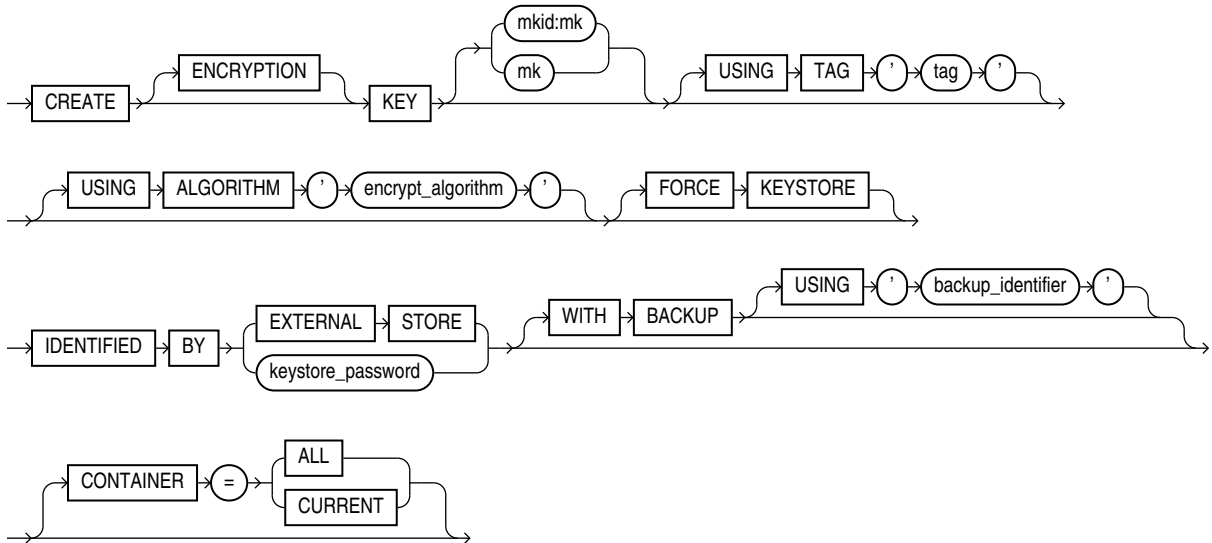 mkid:mk
ENCRYPTION mk USING TAG ' tag '
CREATE KEY
USING ALGORITHM ' encrypt_algorithm ' FORCE KEYSTORE
USING ' backup_identifier '
EXTERNAL STORE WITH BACKUP
IDENTIFIED BY
keystore_password
ALL
CONTAINER =
CURRENT